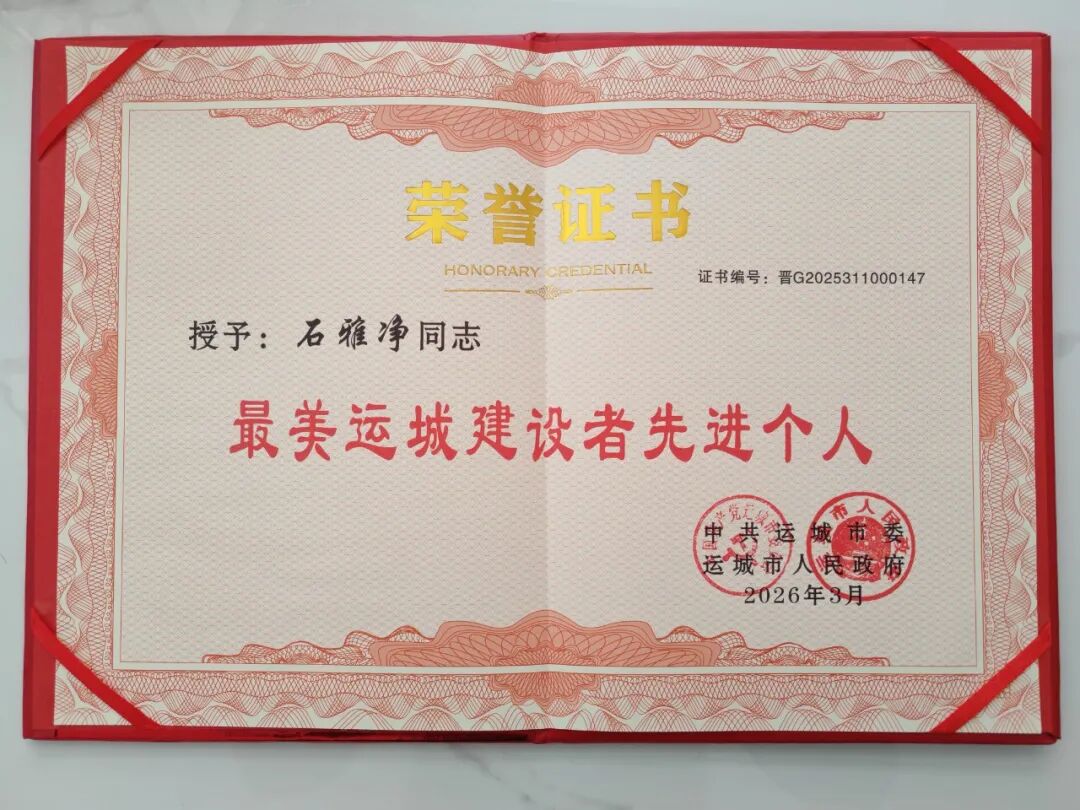 荣誉证书
HONORARY CREDENTIAL
证书编号：晋G2025311000147
授予：石雅净同志
最美运城建设者先进个人
中共运城市委
运城市人民政府
2026年3月